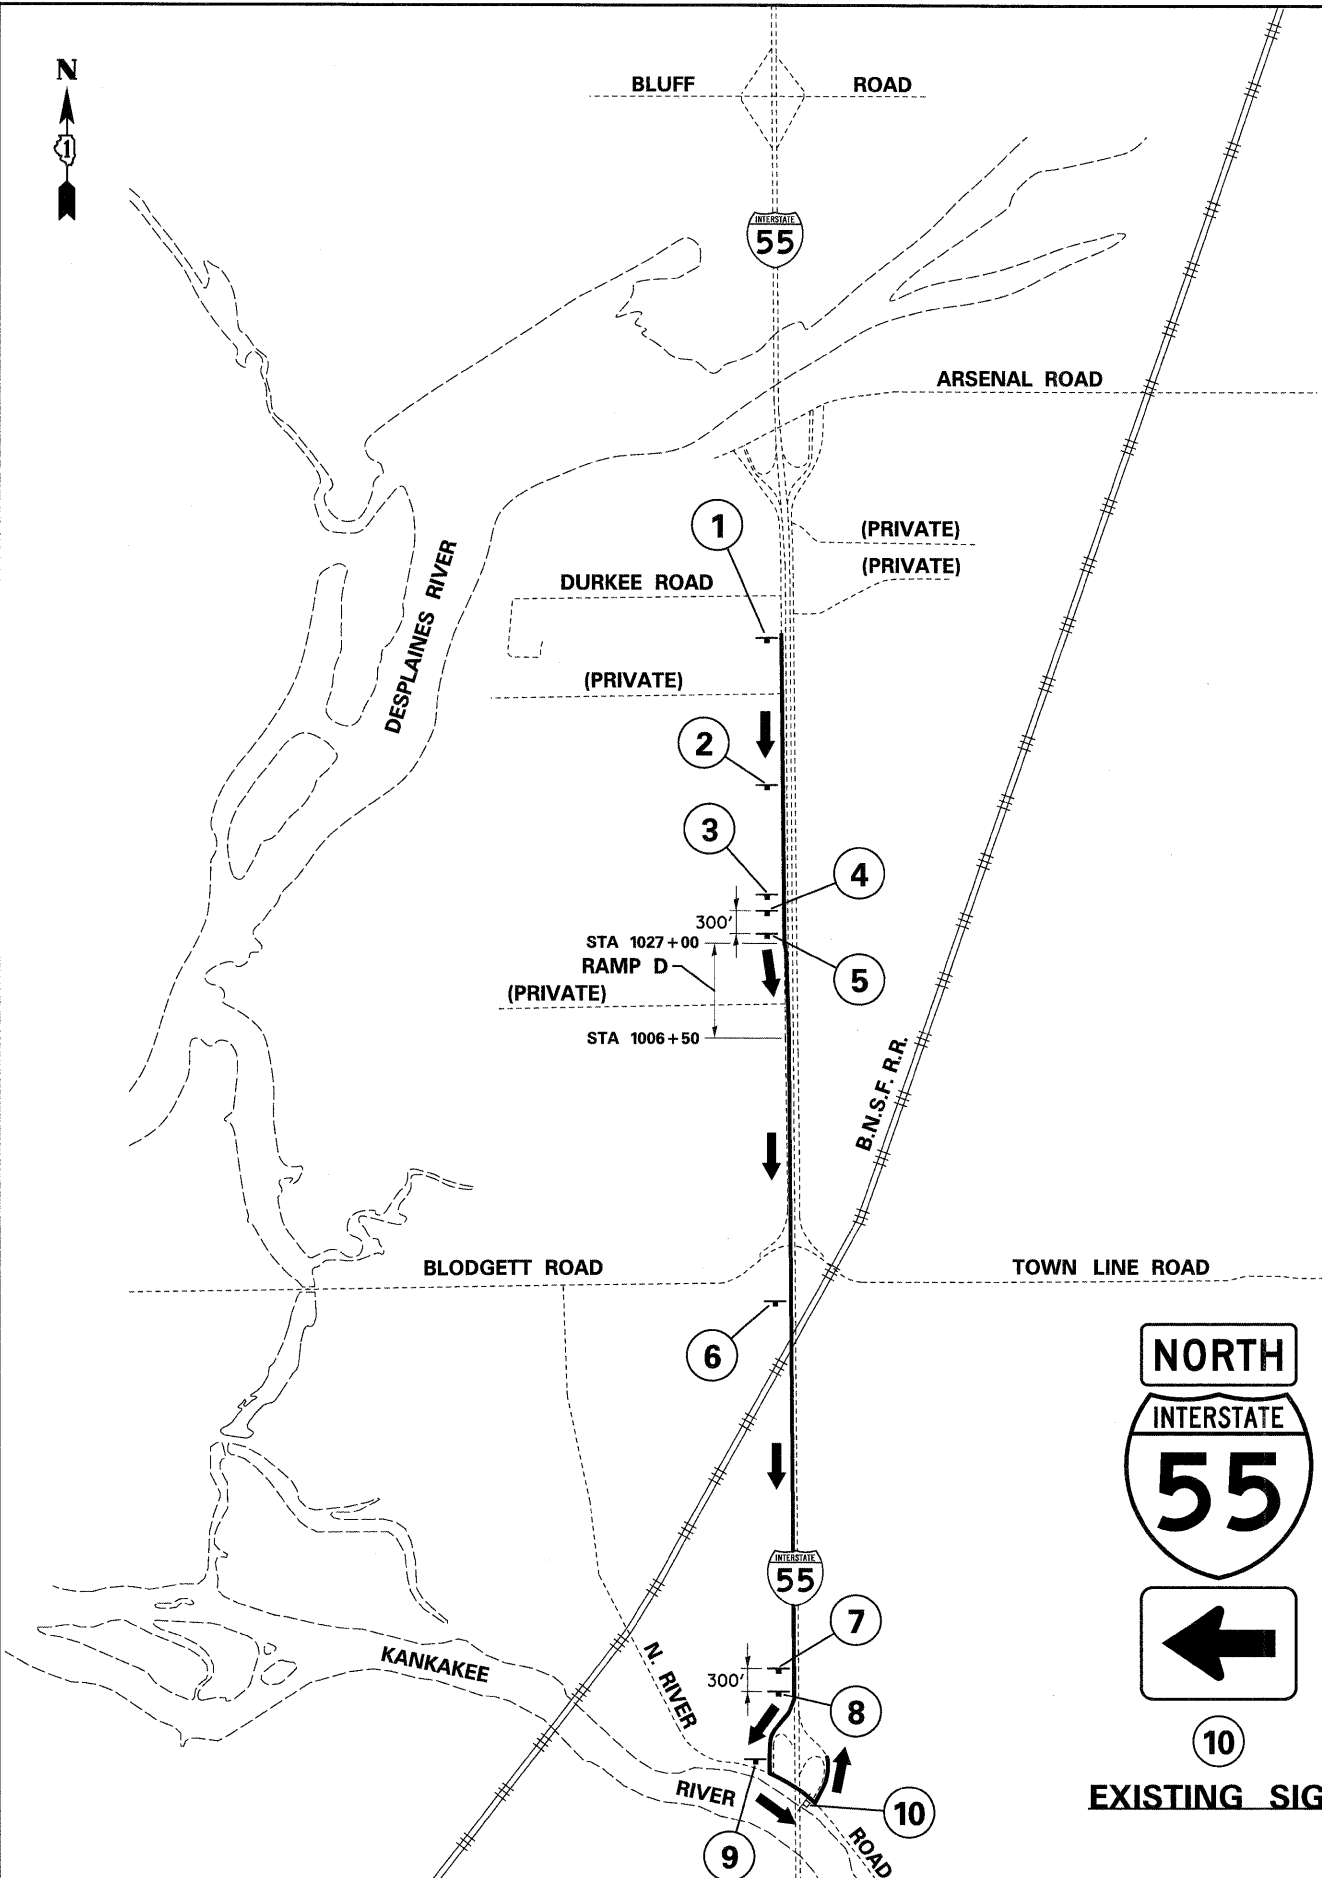 N
1
BLUFF ROAD
INTERSTATE
55
ARSENAL ROAD
1
(PRIVATE)
(PRIVATE)
DURKEE ROAD
DESPLAINES RIVER
(PRIVATE)
2
3
4
300'
STA 1027+00
RAMP D
5
(PRIVATE)
STA 1006+50
B.N.S.F. R.R.
BLODGETT ROAD
TOWN LINE ROAD
6
NORTH
INTERSTATE
55
INTERSTATE
55
7
KANKAKEE
N. RIVER
300'
8
10
RIVER
EXISTING SIG
10
ROAD
9